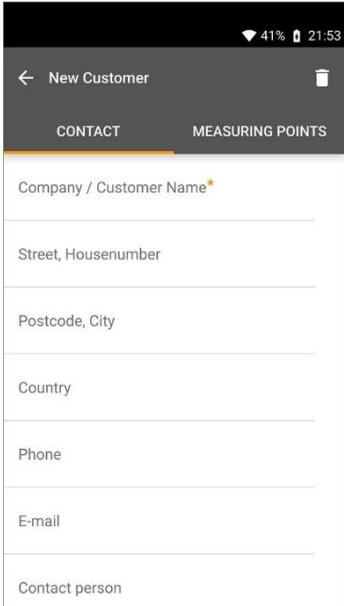 41% 21:53
New Customer
CONTACT MEASURING POINTS
Company / Customer Name*
Street, Housenumber
Postcode, City
Country
Phone
E-mail
Contact person